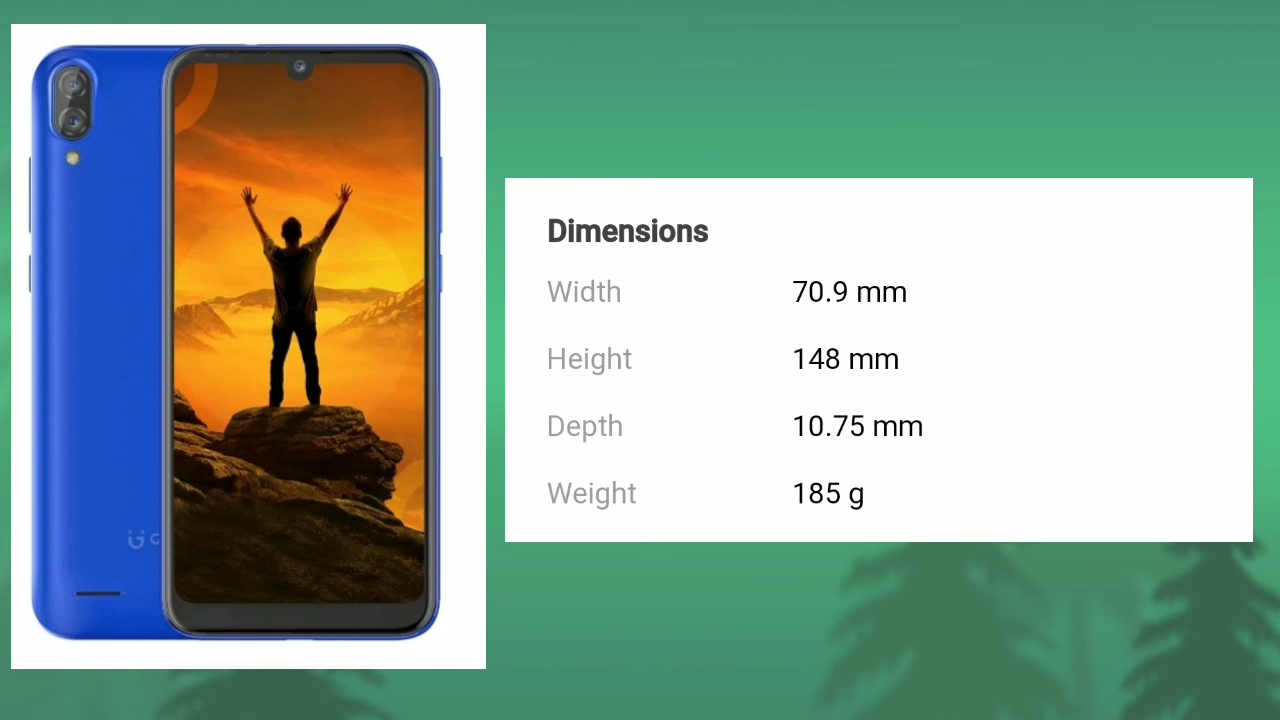 Dimensions
Width 70.9 mm
Height 148 mm
Depth 10.75 mm
Weight 185 g